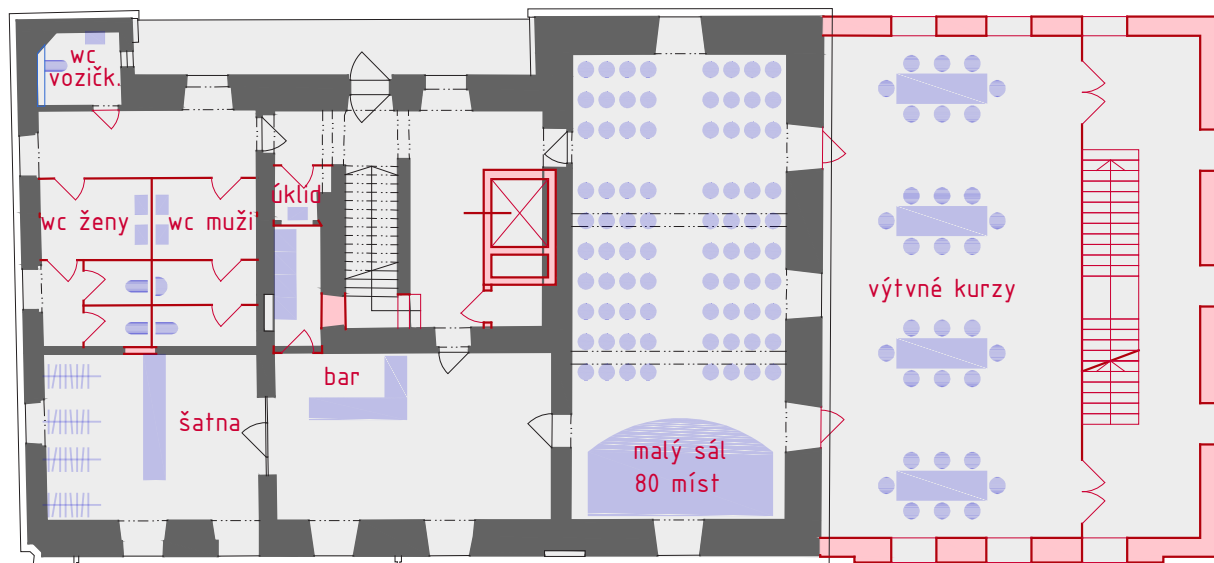 wc
vozičk.
úklid
wc ženy
wc muži
výtvné kurzy
bar
šatna
malý sál
80 míst